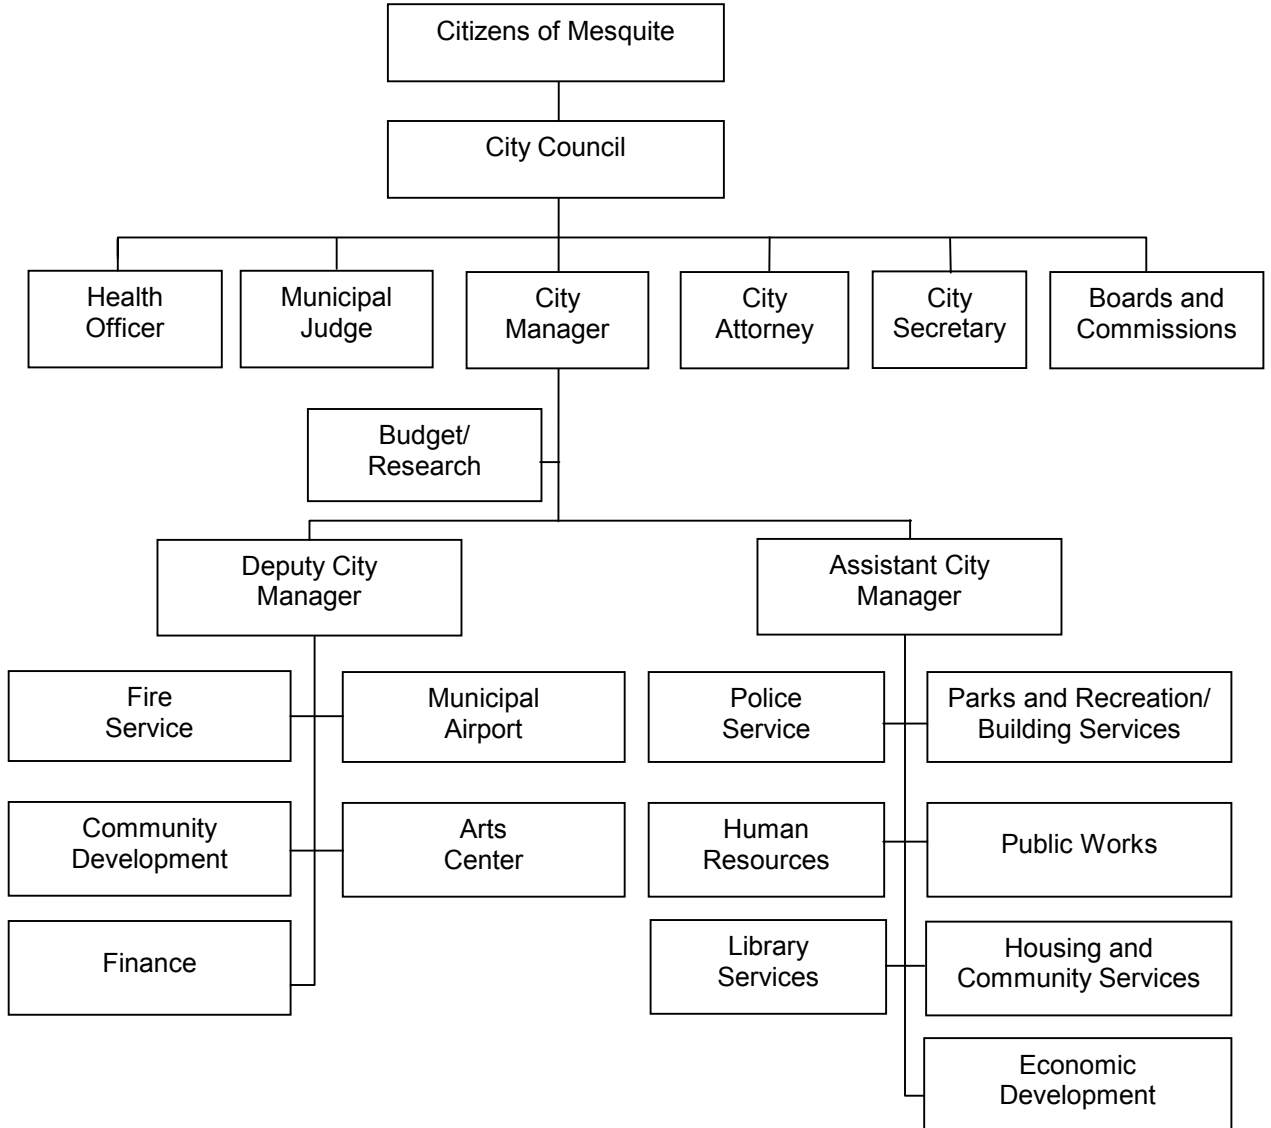 Citizens of Mesquite
City Council
Health
Officer
Municipal
Judge
City
Manager
City
Attorney
City
Secretary
Boards and
Commissions
Budget/
Research
Deputy City
Manager
Assistant City
Manager
Fire
Service
Municipal
Airport
Police
Service
Parks and Recreation/
Building Services
Community
Development
Arts
Center
Human
Resources
Public Works
Finance
Library
Services
Housing and
Community Services
Economic
Development